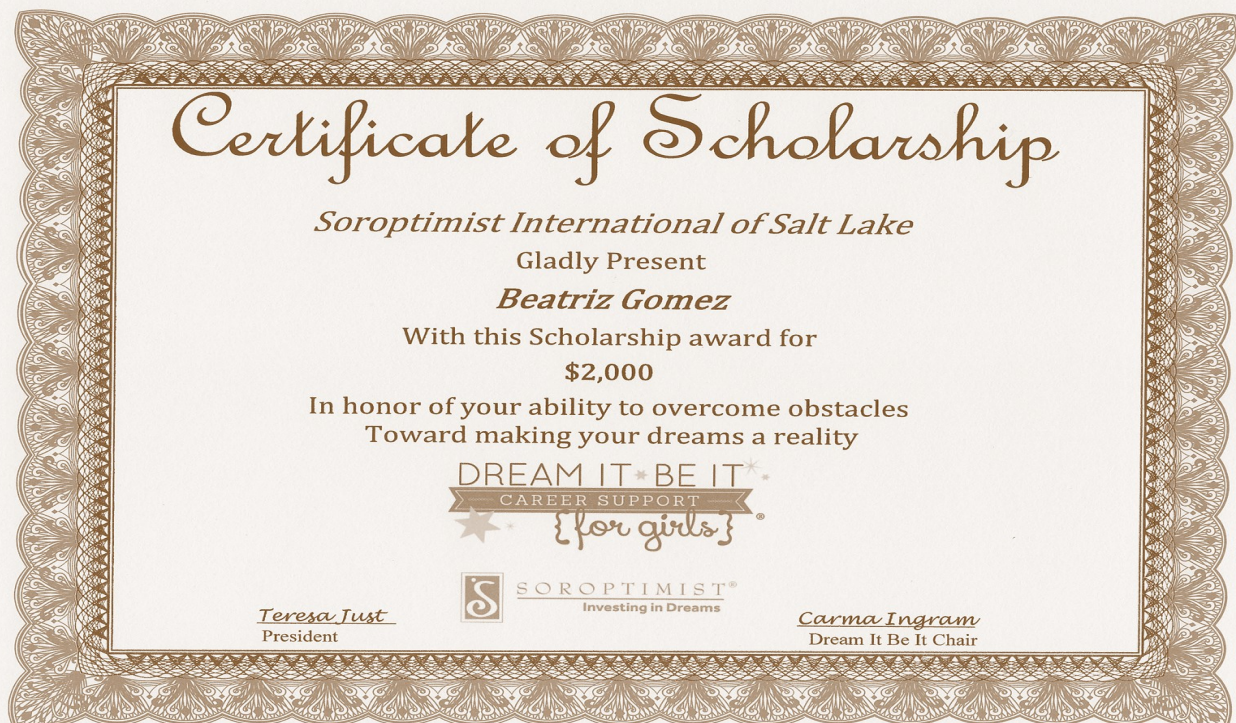 Certificate of Scholarship
Soroptimist International of Salt Lake
Gladly Present
Beatriz Gomez
With this Scholarship award for
$2,000
In honor of your ability to overcome obstacles
Toward making your dreams a reality
DREAM IT BE IT
CAREER SUPPORT
{for girls}®
SOROPTIMIST®
Investing in Dreams
Teresa Just
President
Carma Ingram
Dream It Be It Chair